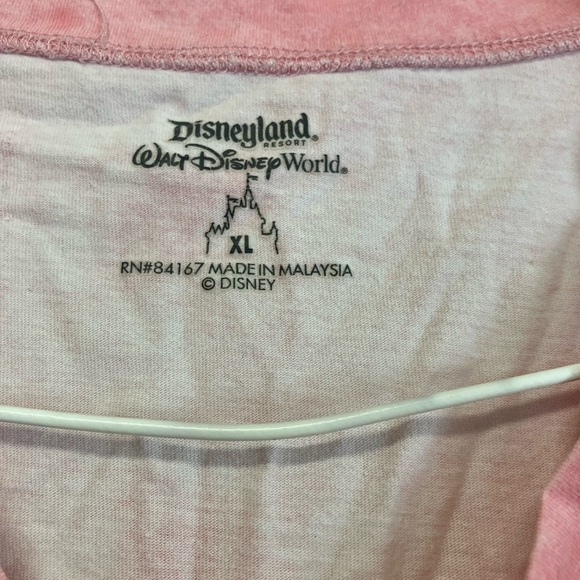 Disneyland®
RESORT
WALT DISNEY World®
XL
RN#84167 MADE IN MALAYSIA
© DISNEY